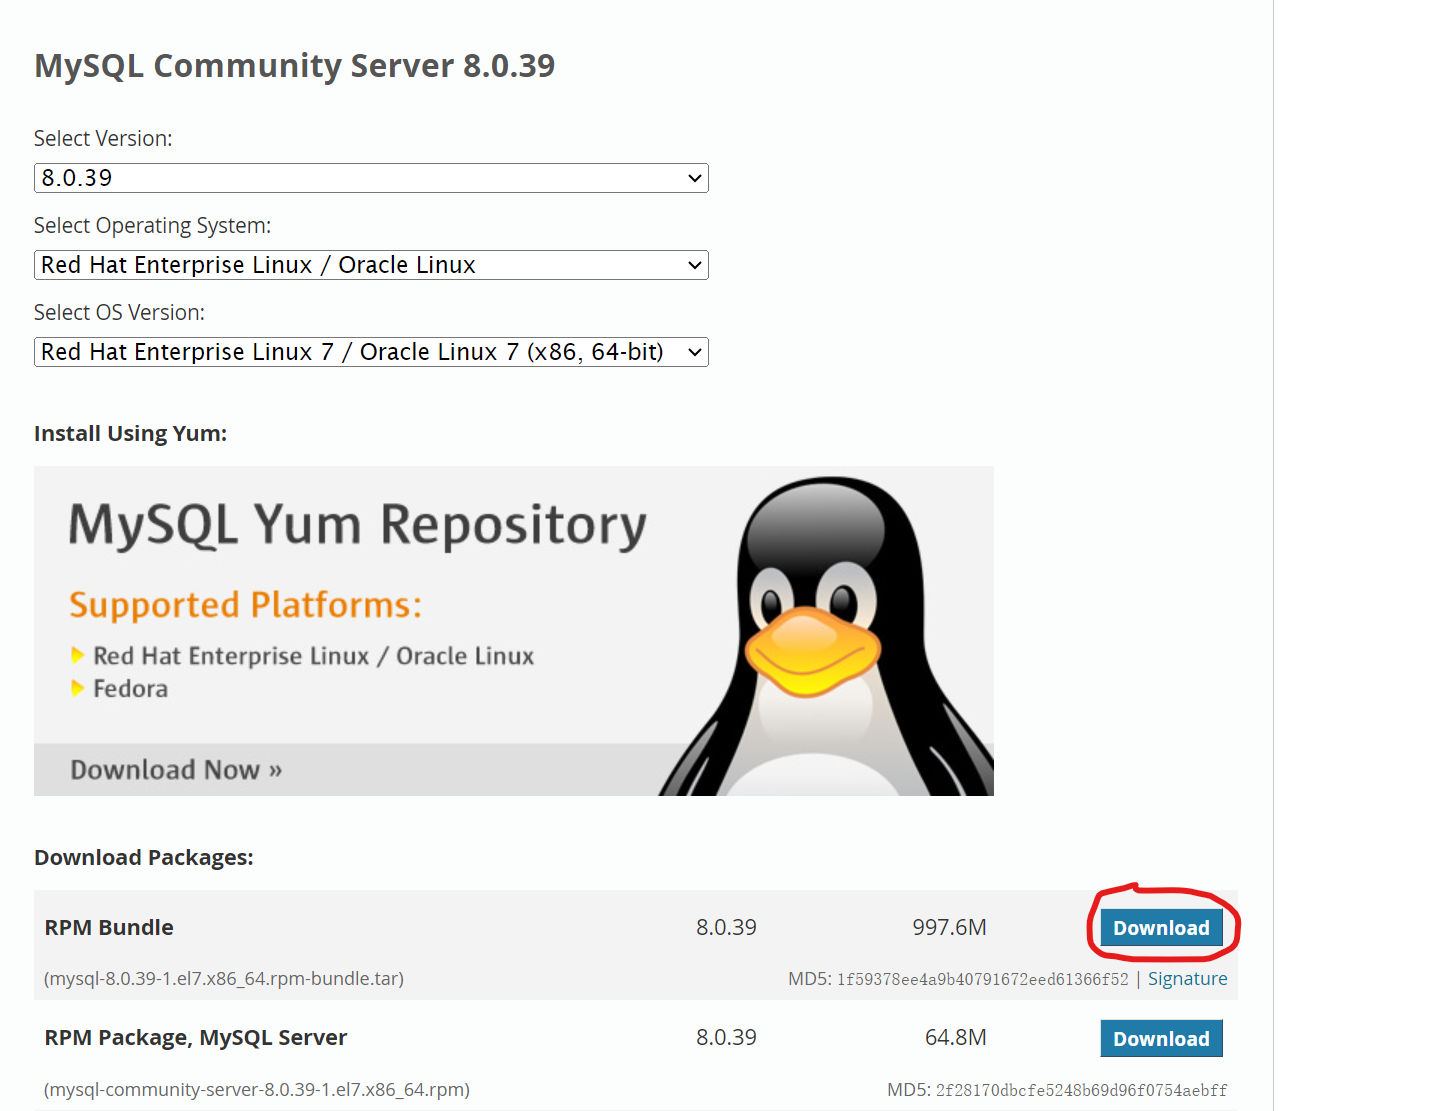 MySQL Community Server 8.0.39
Select Version:
8.0.39
Select Operating System:
Red Hat Enterprise Linux / Oracle Linux
Select OS Version:
Red Hat Enterprise Linux 7 / Oracle Linux 7 (x86, 64-bit)
Install Using Yum:
MySQL Yum Repository
Supported Platforms:
Red Hat Enterprise Linux / Oracle Linux
Fedora
Download Now »
Download Packages:
RPM Bundle 8.0.39 997.6M Download
(mysql-8.0.39-1.el7.x86_64.rpm-bundle.tar) MD5: 1f59378ee4a9b40791672eed61366f52 | Signature
RPM Package, MySQL Server 8.0.39 64.8M Download
(mysql-community-server-8.0.39-1.el7.x86_64.rpm) MD5: 2f28170dbcfe5248b69d96f0754aebff